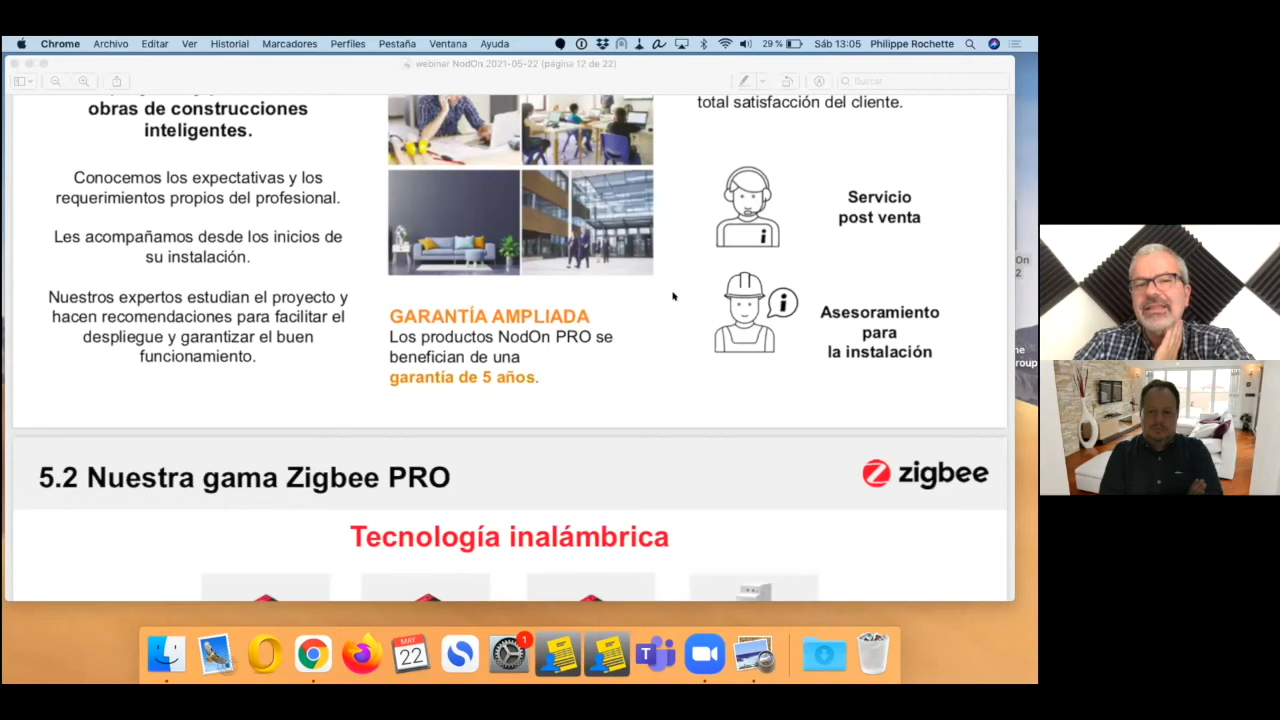 Chrome Archivo Editar Ver Historial Marcadores Perfiles Pestaña Ventana Ayuda 29 % Sáb 13:05 Philippe Rochette
webinar NodOn 2021-05-22 (página 12 de 22)
Buscar
obras de construcciones
inteligentes.
Conocemos los expectativas y los
requerimientos propios del profesional.
Les acompañamos desde los inicios de
su instalación.
Nuestros expertos estudian el proyecto y
hacen recomendaciones para facilitar el
despliegue y garantizar el buen
funcionamiento.
GARANTÍA AMPLIADA
Los productos NodOn PRO se
benefician de una
garantía de 5 años.
total satisfacción del cliente.
Servicio
post venta
Asesoramiento
para
la instalación
5.2 Nuestra gama Zigbee PRO
zigbee
Tecnología inalámbrica
MAY
22
1